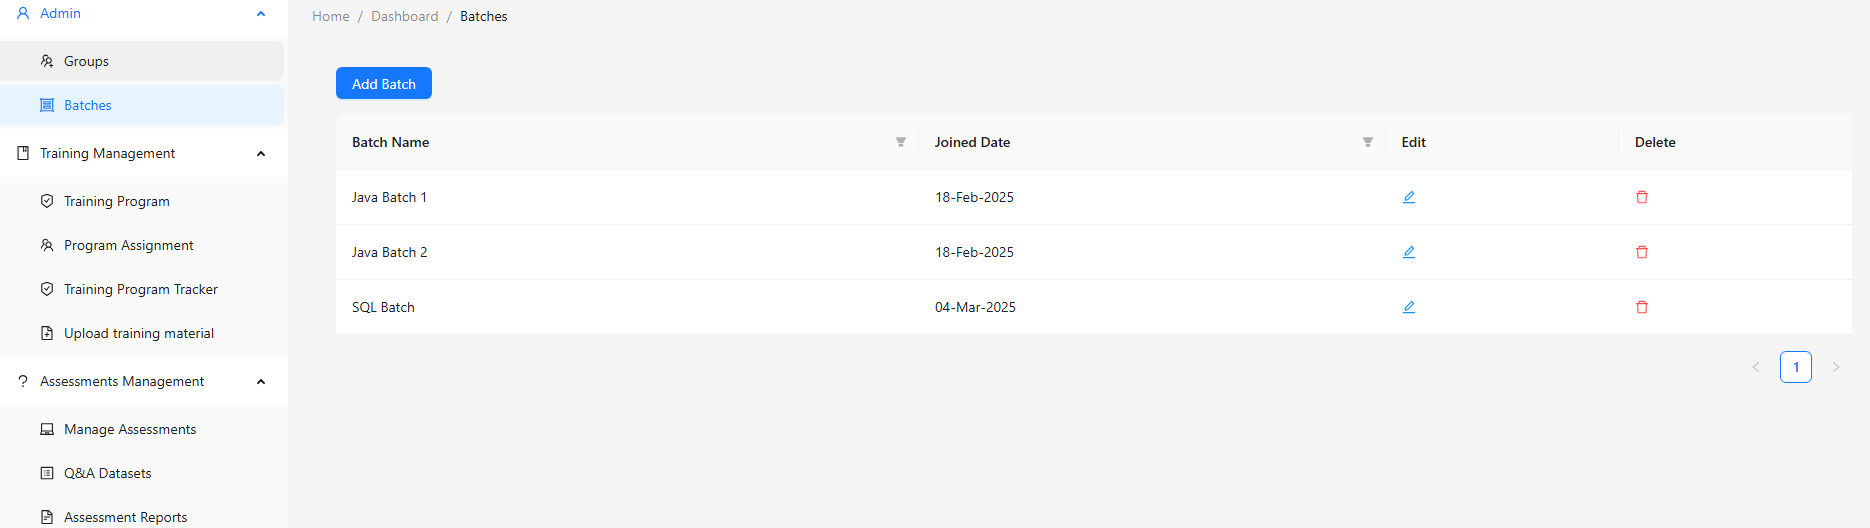 Admin
Groups
Batches
Training Management
Training Program
Program Assignment
Training Program Tracker
Upload training material
Assessments Management
Manage Assessments
Q&A Datasets
Assessment Reports
Home / Dashboard / Batches
Add Batch
Batch Name Joined Date Edit Delete
Java Batch 1 18-Feb-2025
Java Batch 2 18-Feb-2025
SQL Batch 04-Mar-2025
< 1 >